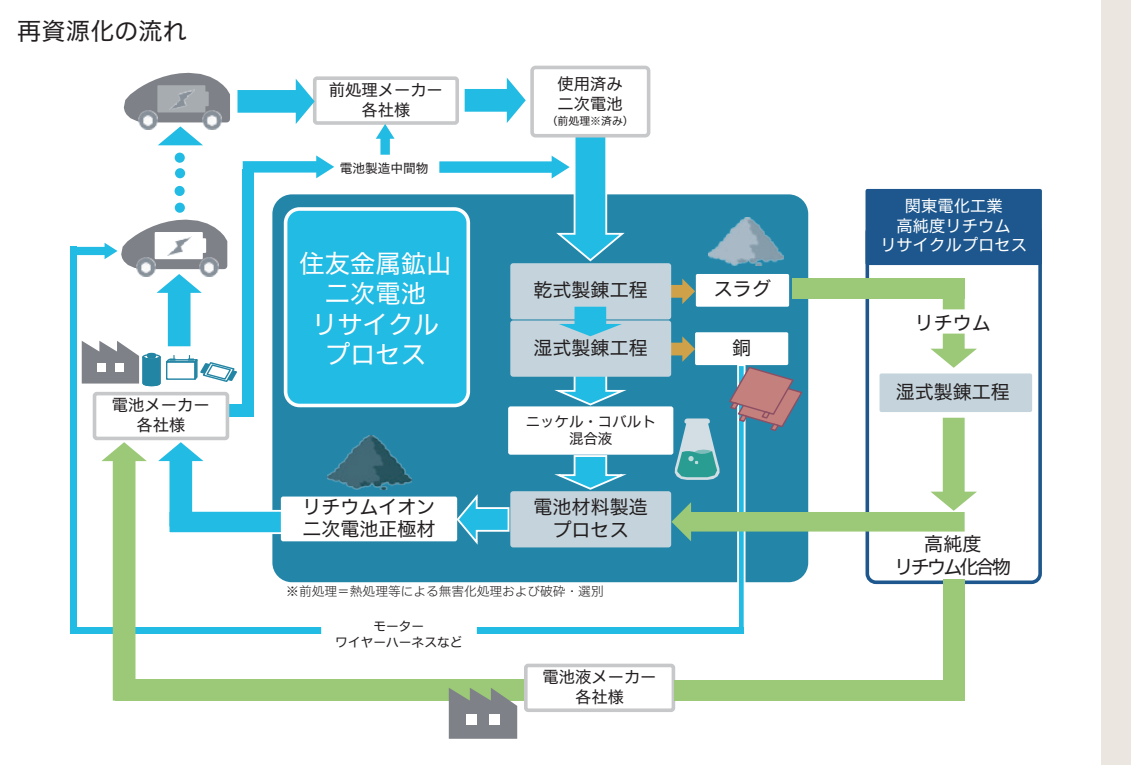 再資源化の流れ
前処理メーカー
各社様
使用済み
二次電池
(前処理※済み)
電池製造中間物
住友金属鉱山
二次電池
リサイクル
プロセス
乾式製錬工程
スラグ
湿式製錬工程
銅
ニッケル・コバルト
混合液
電池材料製造
プロセス
リチウムイオン
二次電池正極材
電池メーカー
各社様
関東電化工業
高純度リチウム
リサイクルプロセス
リチウム
湿式製錬工程
高純度
リチウム化合物
※前処理＝熱処理等による無害化処理および破砕・選別
モーター
ワイヤーハーネスなど
電池液メーカー
各社様